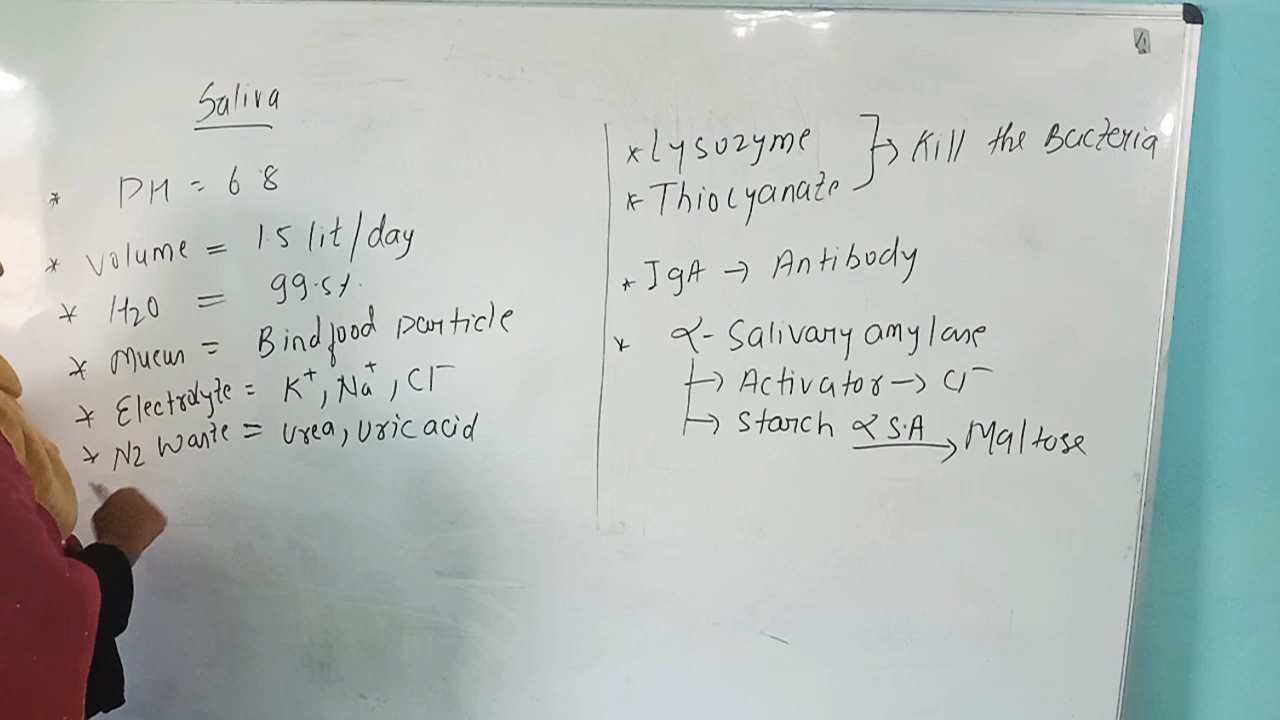 Saliva
* PH = 6.8
* Volume = 1.5 lit/day
* H2O = 99.5%
* Mucus = Bind food particle
* Electrolyte = K⁺, Na⁺, Cl⁻
* N2 Waste = Urea, Uric acid
* Lysozyme
* Thiocyanate } → Kill the Bacteria
* IgA → Antibody
* α- Salivary amylase
→ Activator → Cl⁻
→ Starch α S.A → Maltose